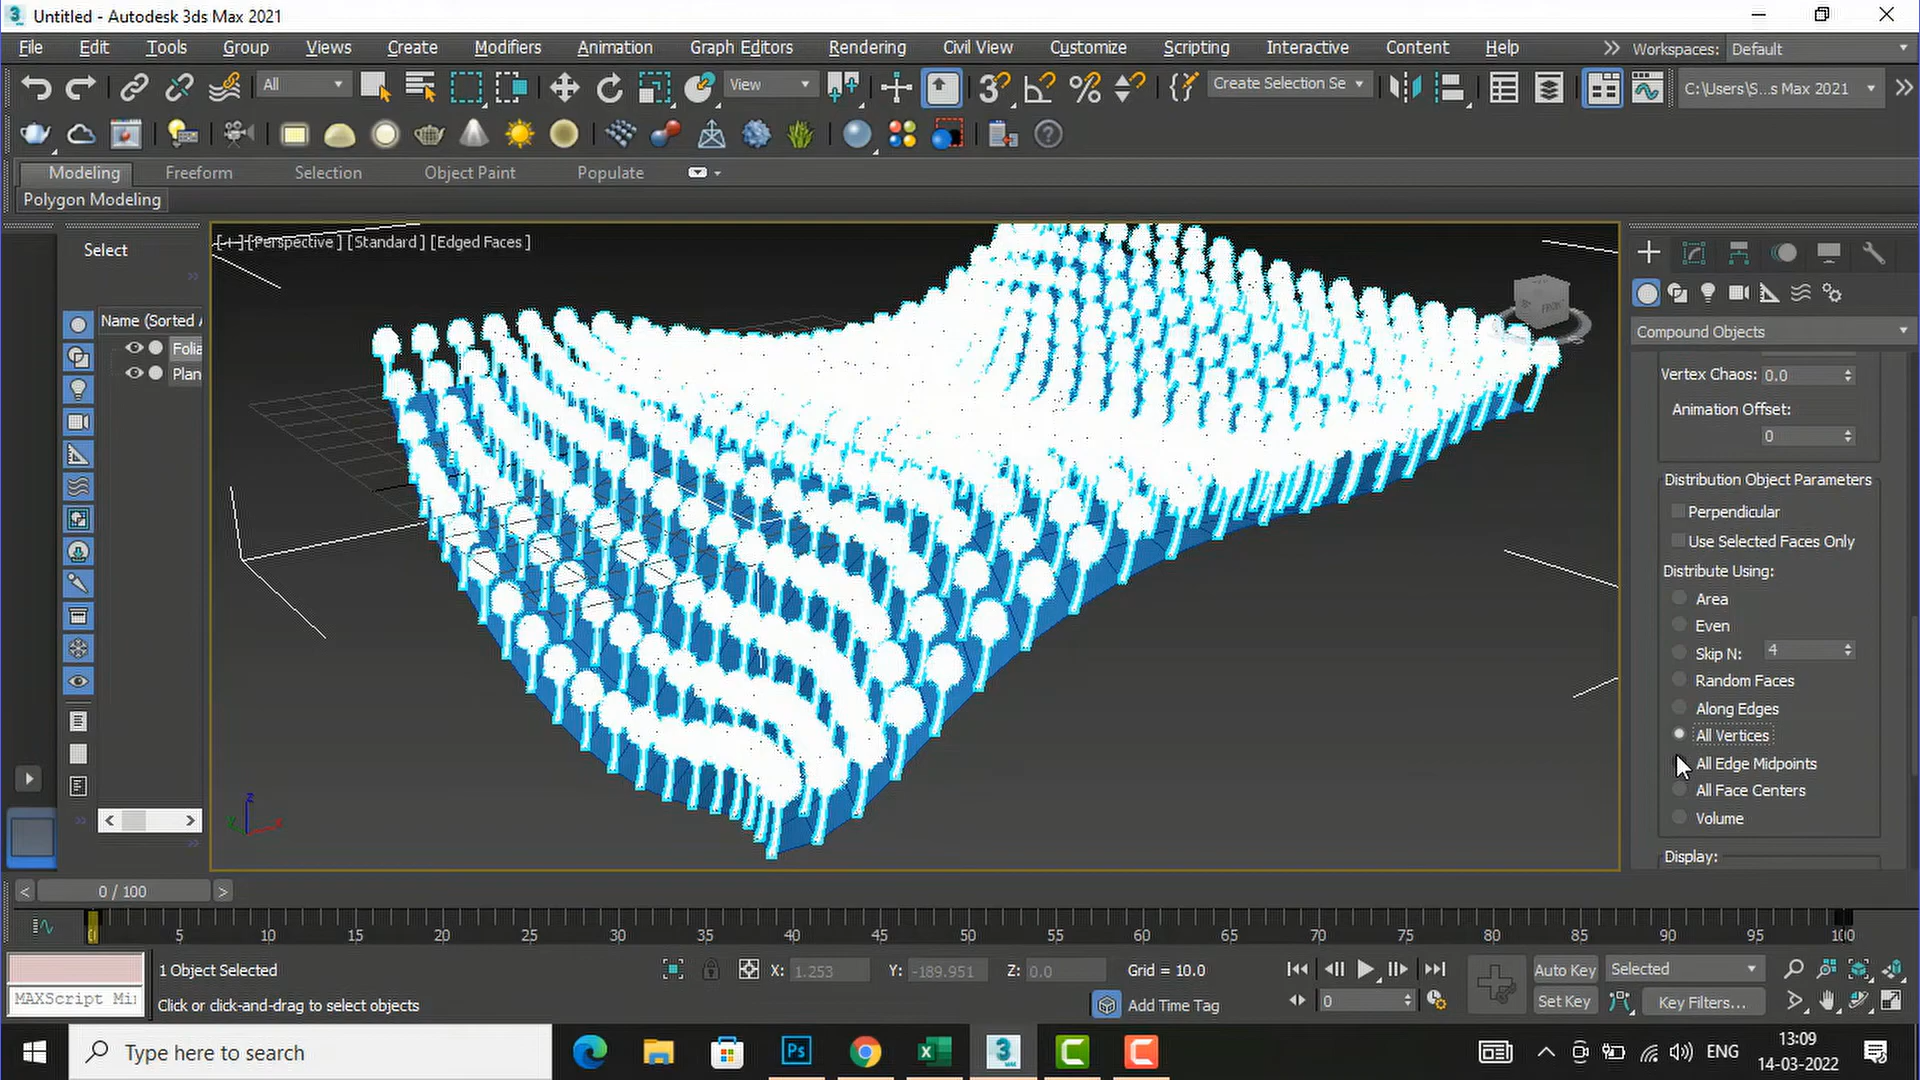 Untitled - Autodesk 3ds Max 2021
File Edit Tools Group Views Create Modifiers Animation Graph Editors Rendering Civil View Customize Scripting Interactive Content Help Workspaces: Default
All View Create Selection Se C:\Users\S...s Max 2021
Modeling Freeform Selection Object Paint Populate
Polygon Modeling
Select
[+] [Perspective] [Standard] [Edged Faces]
Name (Sorted A
Folia
Plan
FRONT
Compound Objects
Vertex Chaos: 0.0
Animation Offset:
0
Distribution Object Parameters
Perpendicular
Use Selected Faces Only
Distribute Using:
Area
Even
Skip N: 4
Random Faces
Along Edges
All Vertices
All Edge Midpoints
All Face Centers
Volume
Display:
z
x
y
< 0 / 100 >
0 5 10 15 20 25 30 35 40 45 50 55 60 65 70 75 80 85 90 95 100
1 Object Selected X: 1.253 Y: -189.951 Z: 0.0 Grid = 10.0 Auto Key Selected
MAXScript Mi
Click or click-and-drag to select objects Add Time Tag 0 Set Key Key Filters...
Type here to search Ps ENG 13:09
14-03-2022